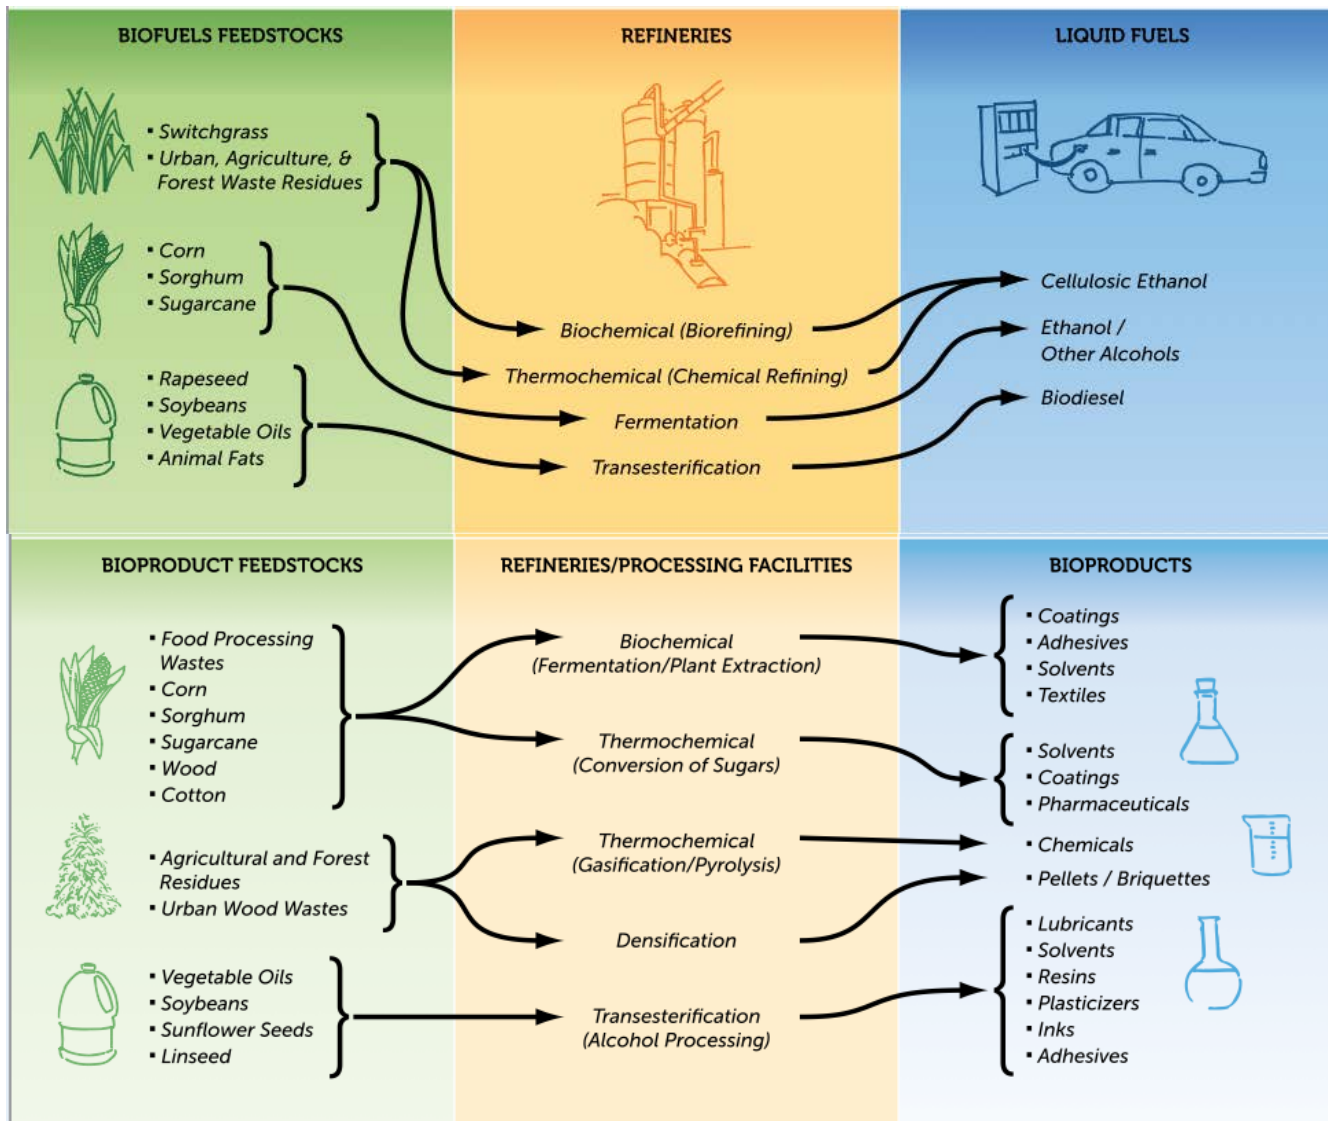 BIOFUELS FEEDSTOCKS
▪ Switchgrass
▪ Urban, Agriculture, &
Forest Waste Residues
▪ Corn
▪ Sorghum
▪ Sugarcane
▪ Rapeseed
▪ Soybeans
▪ Vegetable Oils
▪ Animal Fats
REFINERIES
Biochemical (Biorefining)
Thermochemical (Chemical Refining)
Fermentation
Transesterification
LIQUID FUELS
Cellulosic Ethanol
Ethanol /
Other Alcohols
Biodiesel
BIOPRODUCT FEEDSTOCKS
▪ Food Processing
Wastes
▪ Corn
▪ Sorghum
▪ Sugarcane
▪ Wood
▪ Cotton
▪ Agricultural and Forest
Residues
▪ Urban Wood Wastes
▪ Vegetable Oils
▪ Soybeans
▪ Sunflower Seeds
▪ Linseed
REFINERIES/PROCESSING FACILITIES
Biochemical
(Fermentation/Plant Extraction)
Thermochemical
(Conversion of Sugars)
Thermochemical
(Gasification/Pyrolysis)
Densification
Transesterification
(Alcohol Processing)
BIOPRODUCTS
▪ Coatings
▪ Adhesives
▪ Solvents
▪ Textiles
▪ Solvents
▪ Coatings
▪ Pharmaceuticals
▪ Chemicals
▪ Pellets / Briquettes
▪ Lubricants
▪ Solvents
▪ Resins
▪ Plasticizers
▪ Inks
▪ Adhesives